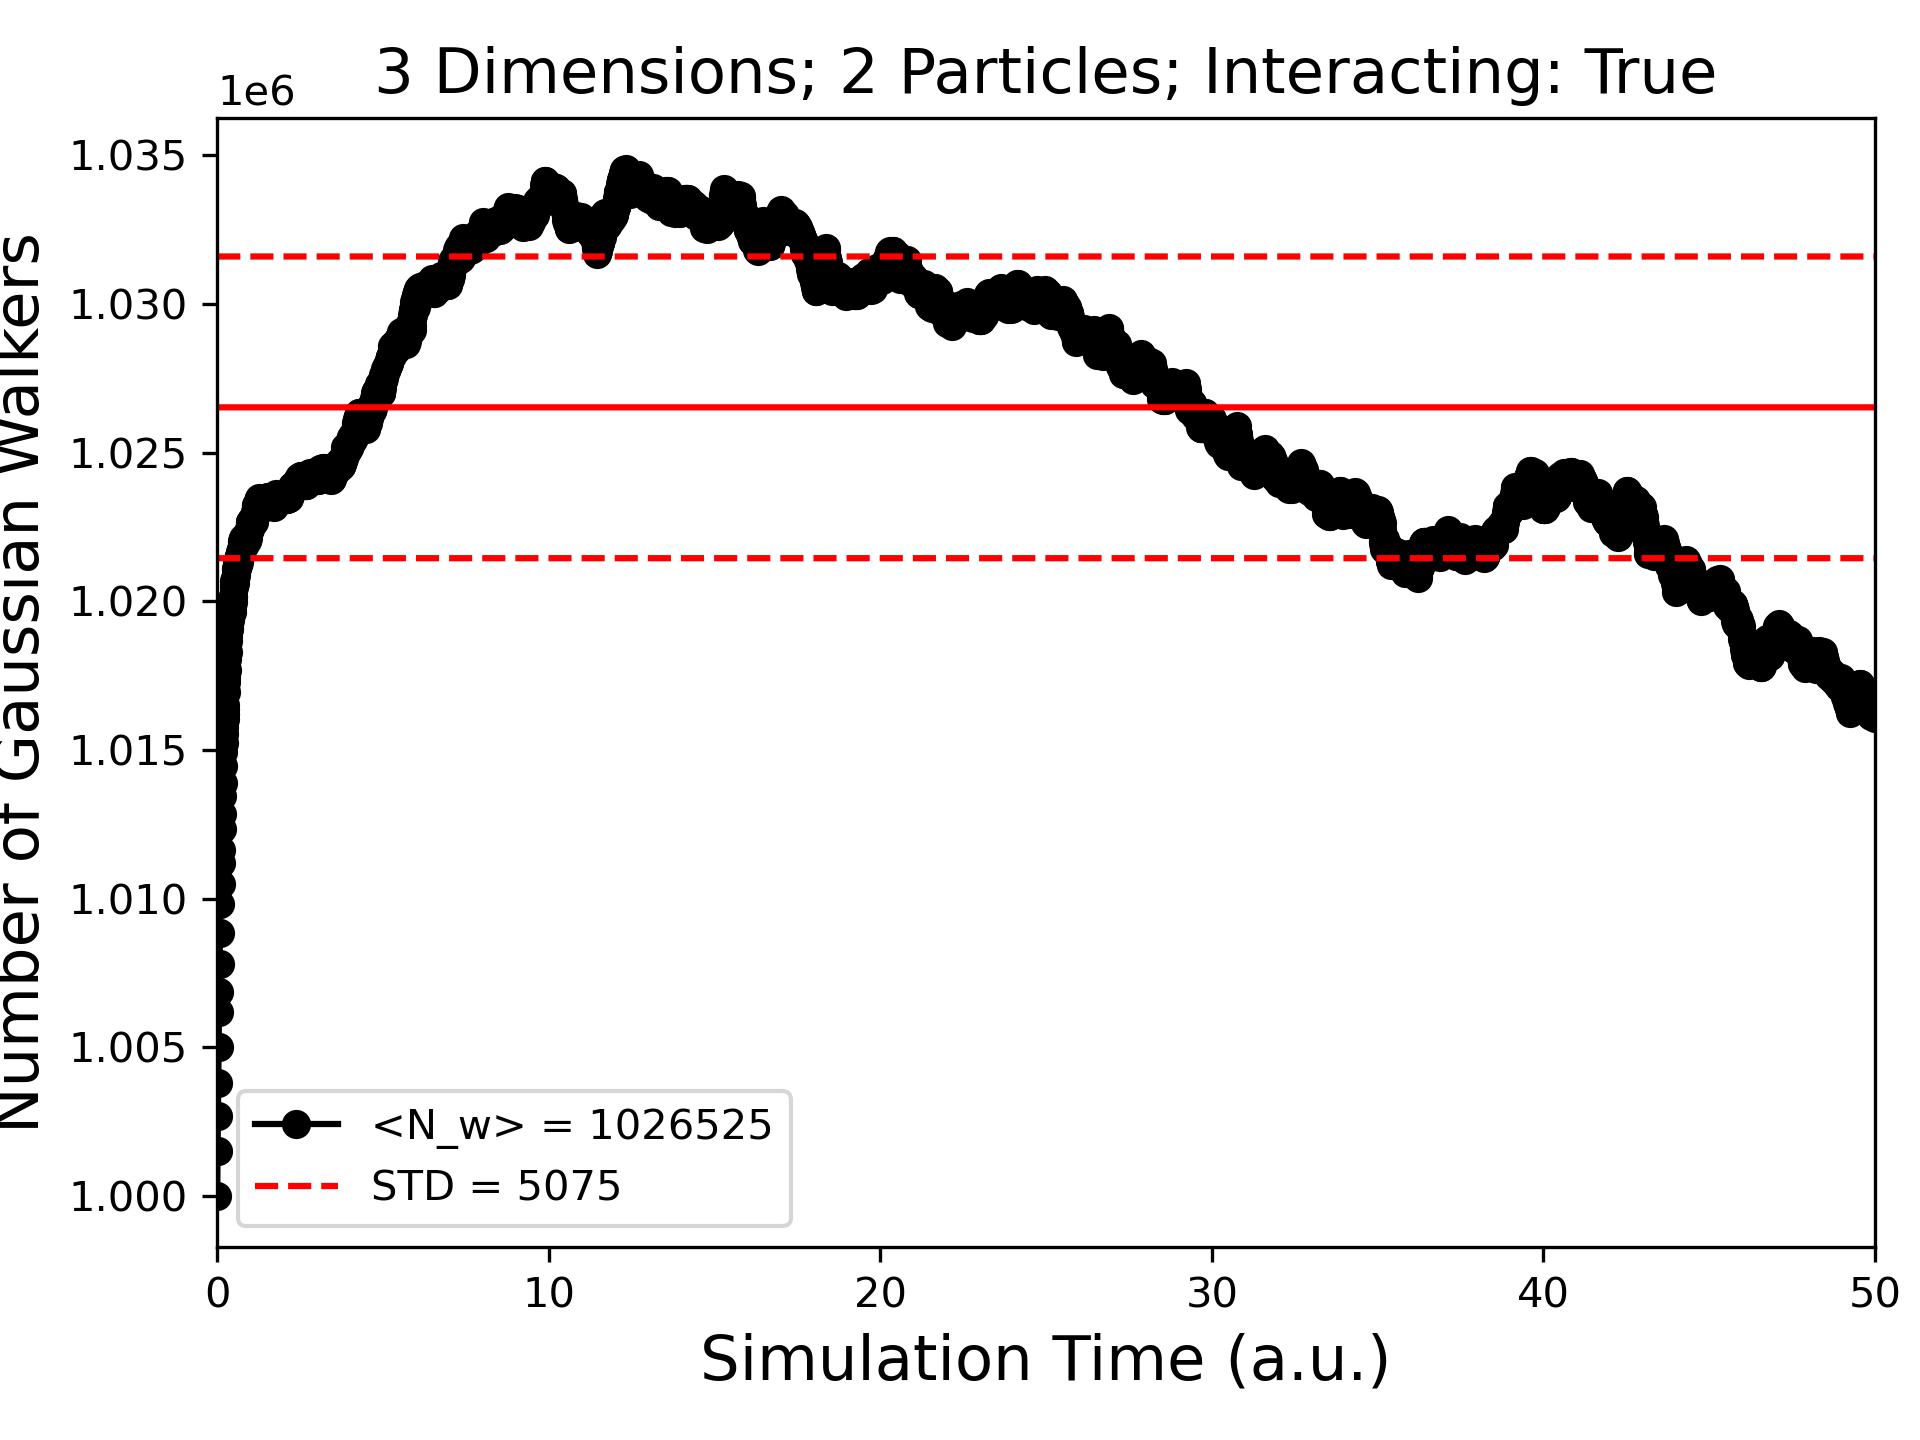 3 Dimensions; 2 Particles; Interacting: True
1e6
Number of Gaussian Walkers
1.035
1.030
1.025
1.020
1.015
1.010
1.005
1.000
<N_w> = 1026525
STD = 5075
0 10 20 30 40 50
Simulation Time (a.u.)